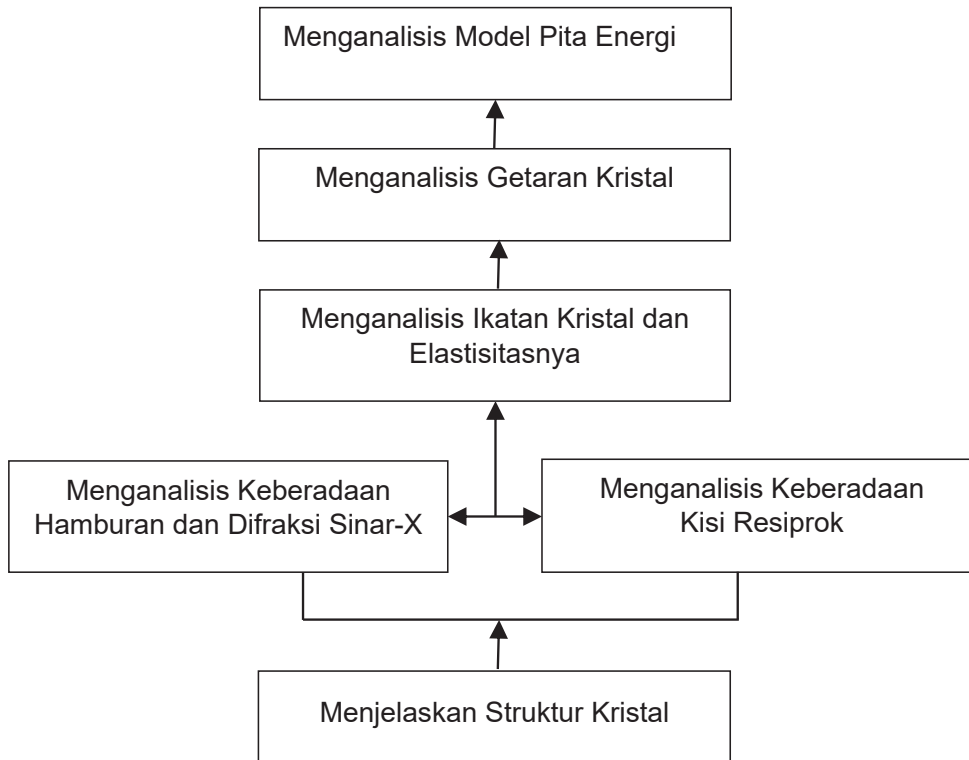 Menganalisis Model Pita Energi
Menganalisis Getaran Kristal
Menganalisis Ikatan Kristal dan
Elastisitasnya
Menganalisis Keberadaan
Hamburan dan Difraksi Sinar-X
Menganalisis Keberadaan
Kisi Resiprok
Menjelaskan Struktur Kristal